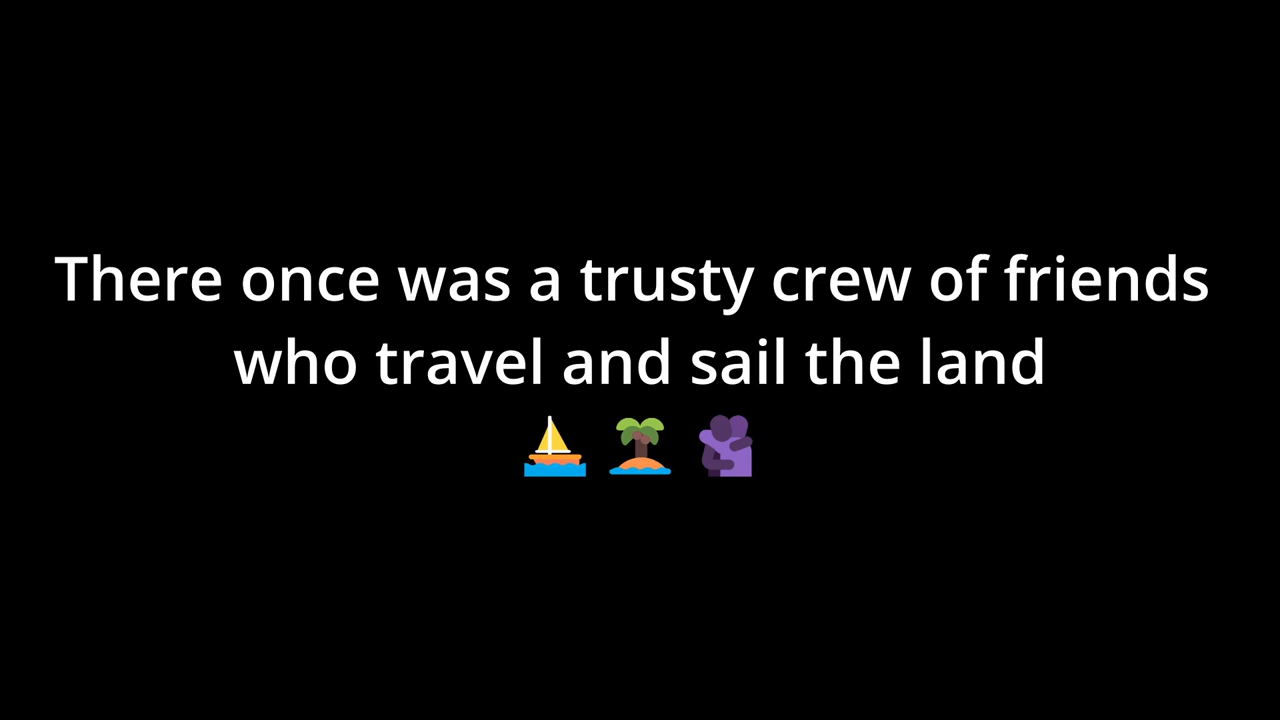 There once was a trusty crew of friends
who travel and sail the land
⛵ 🏝️ 🫂